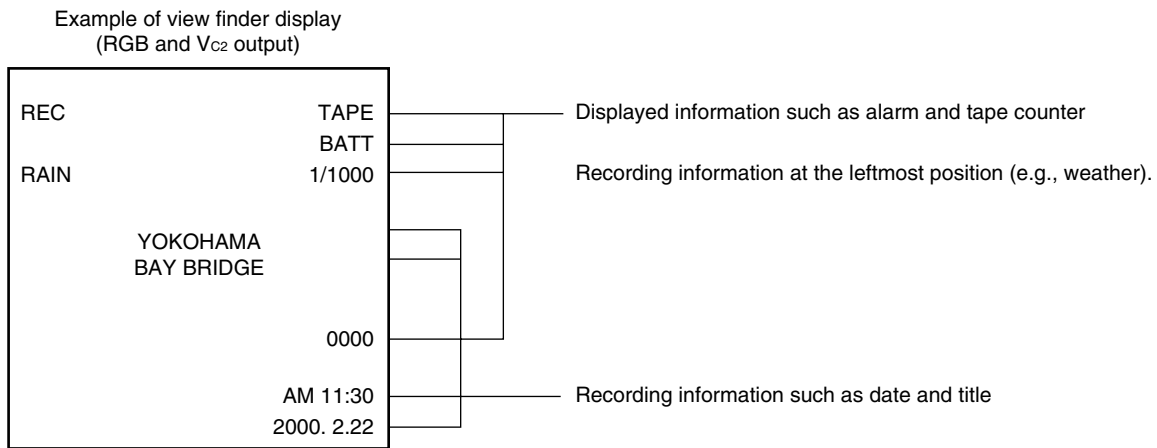 Example of view finder display
(RGB and VC2 output)
REC TAPE Displayed information such as alarm and tape counter
BATT
RAIN 1/1000 Recording information at the leftmost position (e.g., weather).
YOKOHAMA
BAY BRIDGE
0000
AM 11:30 Recording information such as date and title
2000. 2.22